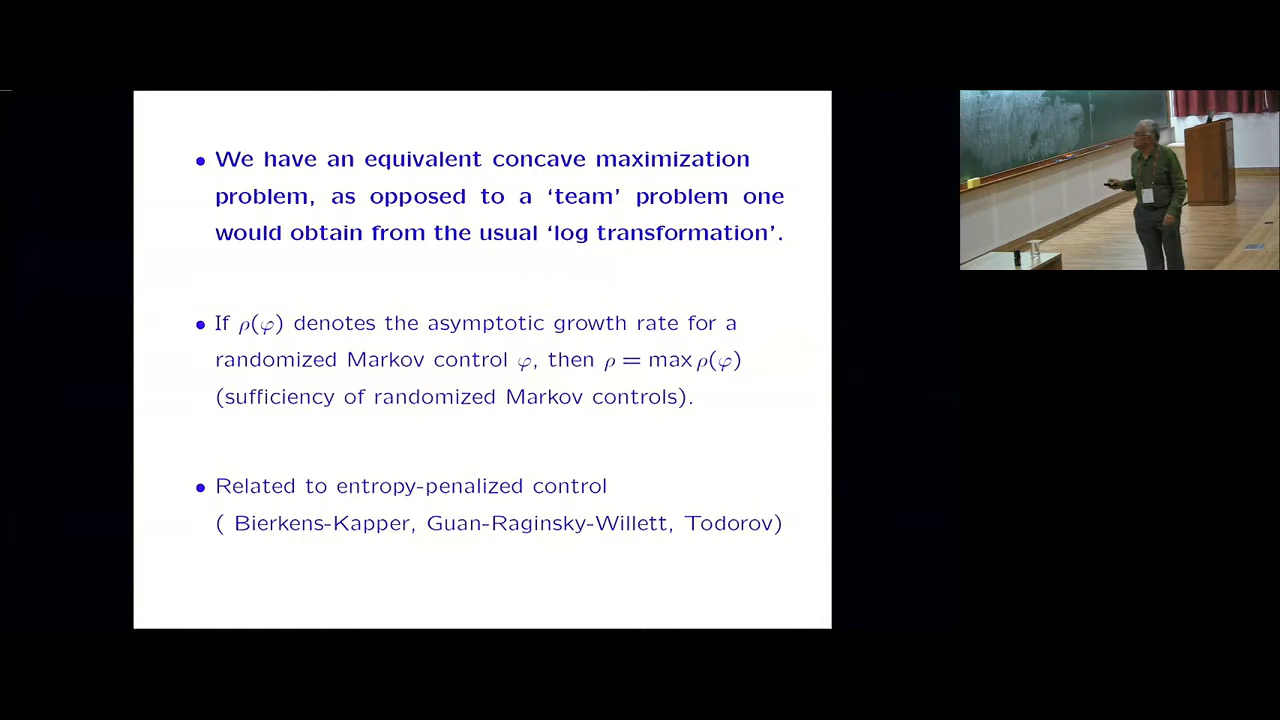 • We have an equivalent concave maximization
problem, as opposed to a ‘team’ problem one
would obtain from the usual ‘log transformation’.
• If ρ(φ) denotes the asymptotic growth rate for a
randomized Markov control φ, then ρ = max ρ(φ)
(sufficiency of randomized Markov controls).
• Related to entropy-penalized control
( Bierkens-Kapper, Guan-Raginsky-Willett, Todorov)